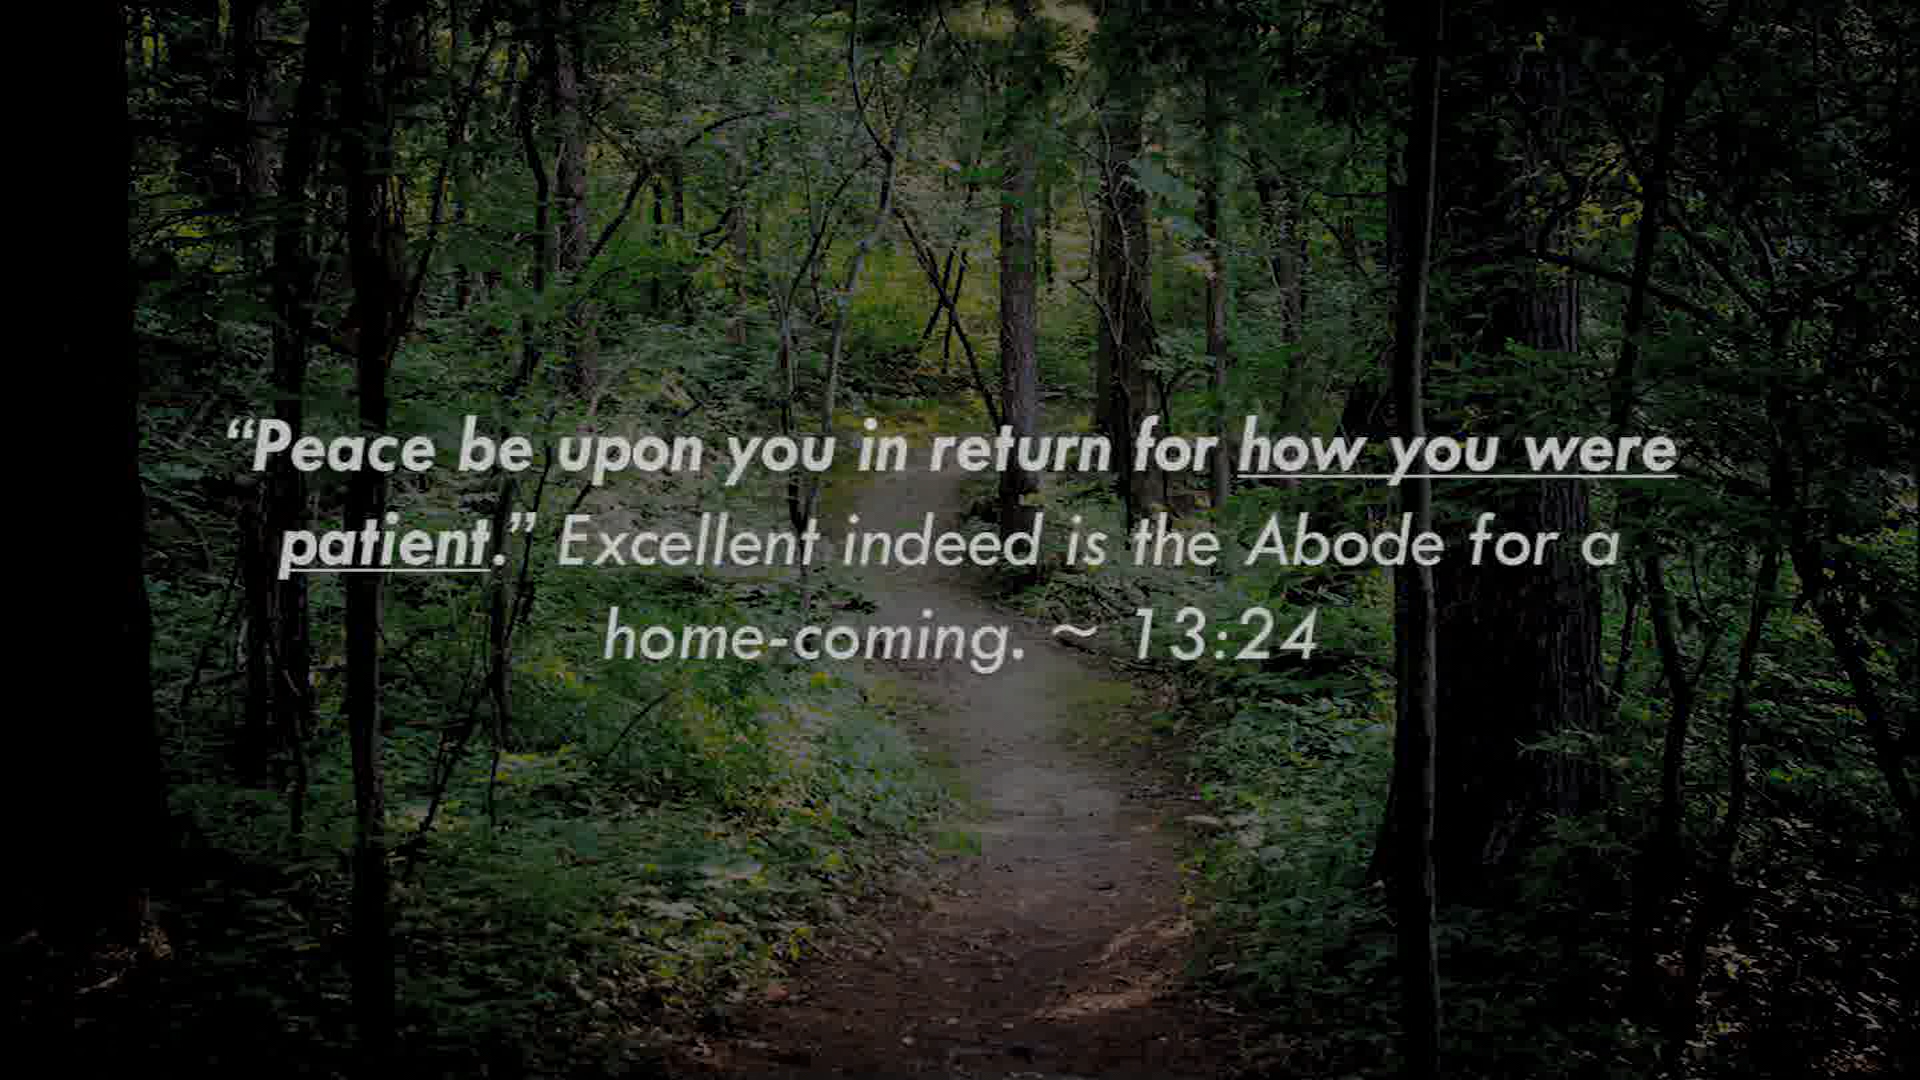 “Peace be upon you in return for how you were
patient.” Excellent indeed is the Abode for a
home-coming. ~ 13:24